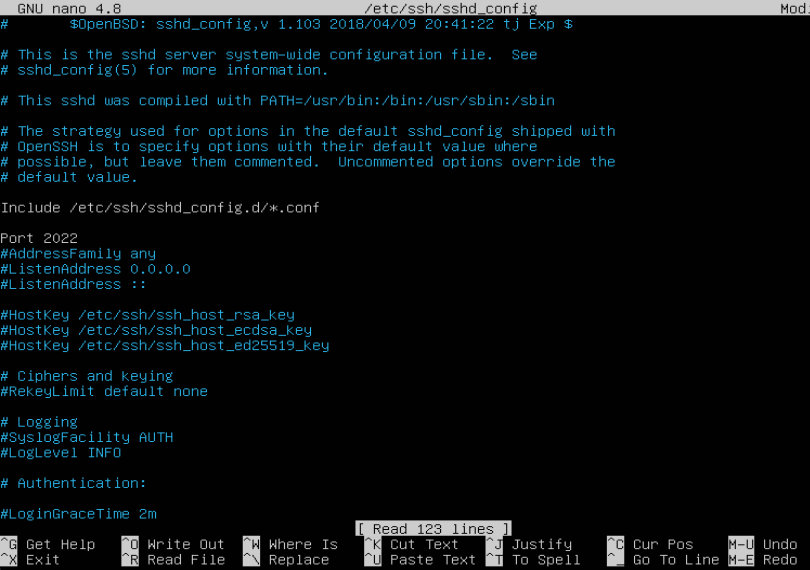 GNU nano 4.8 /etc/ssh/sshd_config Mod
# $OpenBSD: sshd_config,v 1.103 2018/04/09 20:41:22 tj Exp $
# This is the sshd server system-wide configuration file.  See
# sshd_config(5) for more information.
# This sshd was compiled with PATH=/usr/bin:/bin:/usr/sbin:/sbin
# The strategy used for options in the default sshd_config shipped with
# OpenSSH is to specify options with their default value where
# possible, but leave them commented.  Uncommented options override the
# default value.
Include /etc/ssh/sshd_config.d/*.conf
Port 2022
#AddressFamily any
#ListenAddress 0.0.0.0
#ListenAddress ::
#HostKey /etc/ssh/ssh_host_rsa_key
#HostKey /etc/ssh/ssh_host_ecdsa_key
#HostKey /etc/ssh/ssh_host_ed25519_key
# Ciphers and keying
#RekeyLimit default none
# Logging
#SyslogFacility AUTH
#LogLevel INFO
# Authentication:
#LoginGraceTime 2m
[ Read 123 lines ]
^G Get Help ^O Write Out ^W Where Is ^K Cut Text ^J Justify ^C Cur Pos M-U Undo
^X Exit ^R Read File ^\ Replace ^U Paste Text ^T To Spell ^_ Go To Line M-E Redo